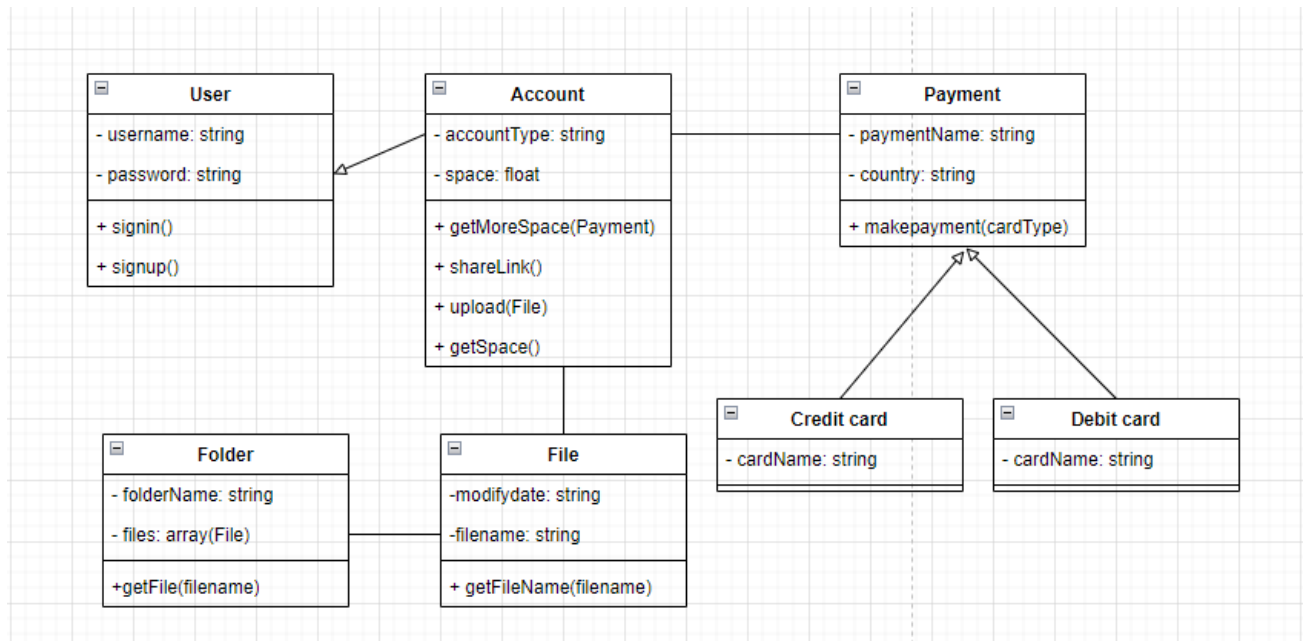 User
- username: string
- password: string
+ signin()
+ signup()
Account
- accountType: string
- space: float
+ getMoreSpace(Payment)
+ shareLink()
+ upload(File)
+ getSpace()
Payment
- paymentName: string
- country: string
+ makepayment(cardType)
Folder
- folderName: string
- files: array(File)
+getFile(filename)
File
-modifydate: string
-filename: string
+ getFileName(filename)
Credit card
- cardName: string
Debit card
- cardName: string